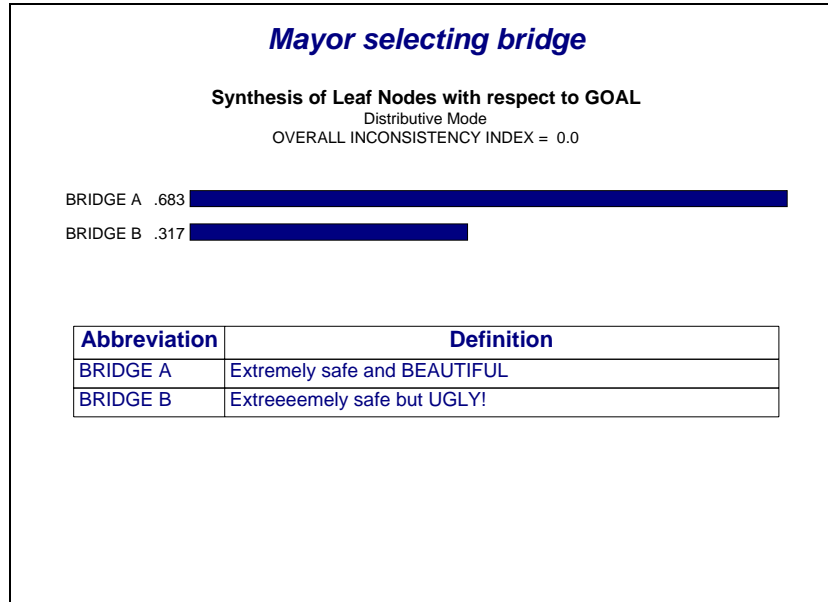 Mayor selecting bridge
Synthesis of Leaf Nodes with respect to GOAL
Distributive Mode
OVERALL INCONSISTENCY INDEX = 0.0
BRIDGE A .683
BRIDGE B .317
Abbreviation Definition
BRIDGE A Extremely safe and BEAUTIFUL
BRIDGE B Extreeeemely safe but UGLY!